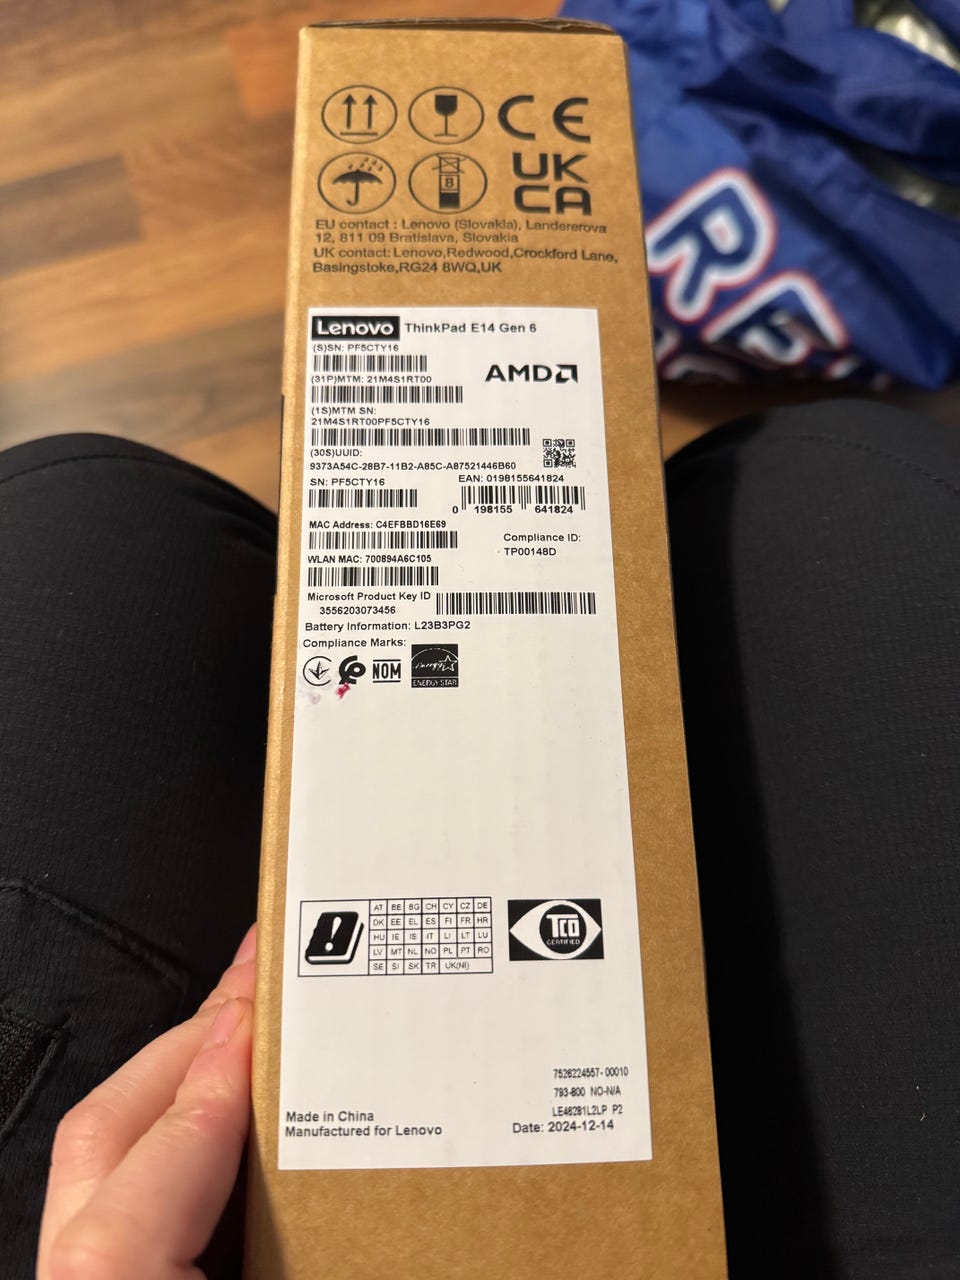 CE
UK
CA
8
EU contact : Lenovo (Slovakia), Landererova
12, 811 09 Bratislava, Slovakia
UK contact: Lenovo,Redwood,Crockford Lane,
Basingstoke,RG24 8WQ,UK
Lenovo ThinkPad E14 Gen 6
(S)SN: PF5CTY16
AMD
(31P)MTM: 21M4S1RT00
(1S)MTM SN:
21M4S1RT00PF5CTY16
(30S)UUID:
9373A54C-28B7-11B2-A85C-A87521446B60
SN: PF5CTY16
EAN: 0198155641824
0 198155 641824
MAC Address: C4EFBBD16E69
Compliance ID:
TP00148D
WLAN MAC: 700894A6C105
Microsoft Product Key ID
3556203073456
Battery Information: L23B3PG2
Compliance Marks:
NOM
energy
ENERGY STAR
!
AT BE BG CH CY CZ DE
DK EE EL ES FI FR HR
HU IE IS IT LI LT LU
LV MT NL NO PL PT RO
SE SI SK TR UK(NI)
TCO
CERTIFIED
7526224557-00010
793-800 NO-N/A
LE46281L2LP P2
Date: 2024-12-14
Made in China
Manufactured for Lenovo